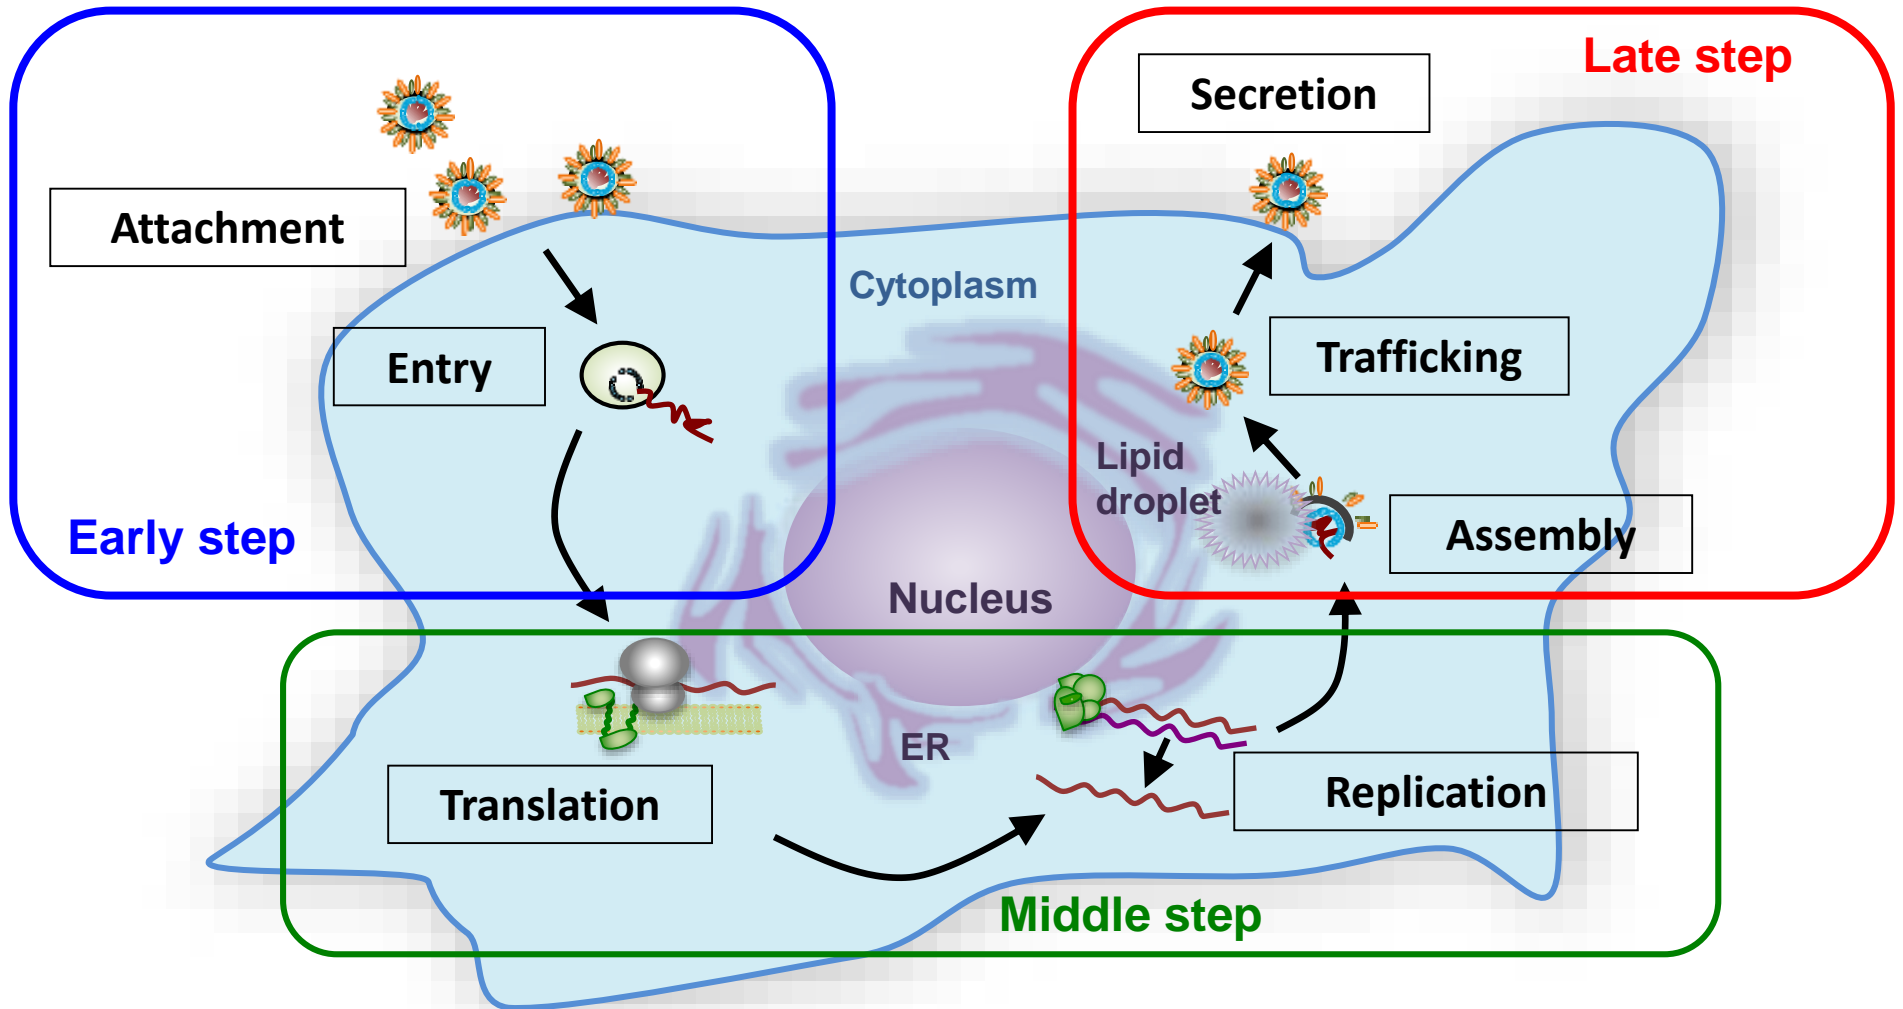 Late step
Secretion
Attachment
Cytoplasm
Entry
Trafficking
Lipid
droplet
Early step
Assembly
Nucleus
ER
Translation
Replication
Middle step